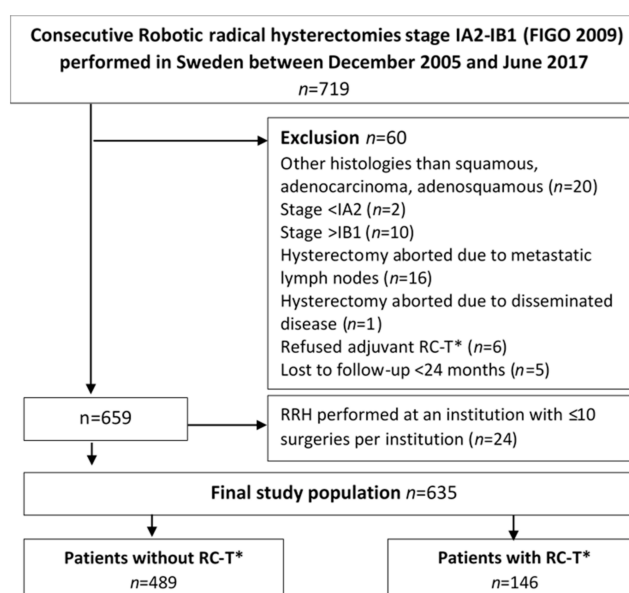 Consecutive Robotic radical hysterectomies stage IA2-IB1 (FIGO 2009)
performed in Sweden between December 2005 and June 2017
n=719
Exclusion n=60
Other histologies than squamous,
adenocarcinoma, adenosquamous (n=20)
Stage <IA2 (n=2)
Stage >IB1 (n=10)
Hysterectomy aborted due to metastatic
lymph nodes (n=16)
Hysterectomy aborted due to disseminated
disease (n=1)
Refused adjuvant RC-T* (n=6)
Lost to follow-up <24 months (n=5)
n=659
RRH performed at an institution with ≤10
surgeries per institution (n=24)
Final study population n=635
Patients without RC-T*
n=489
Patients with RC-T*
n=146